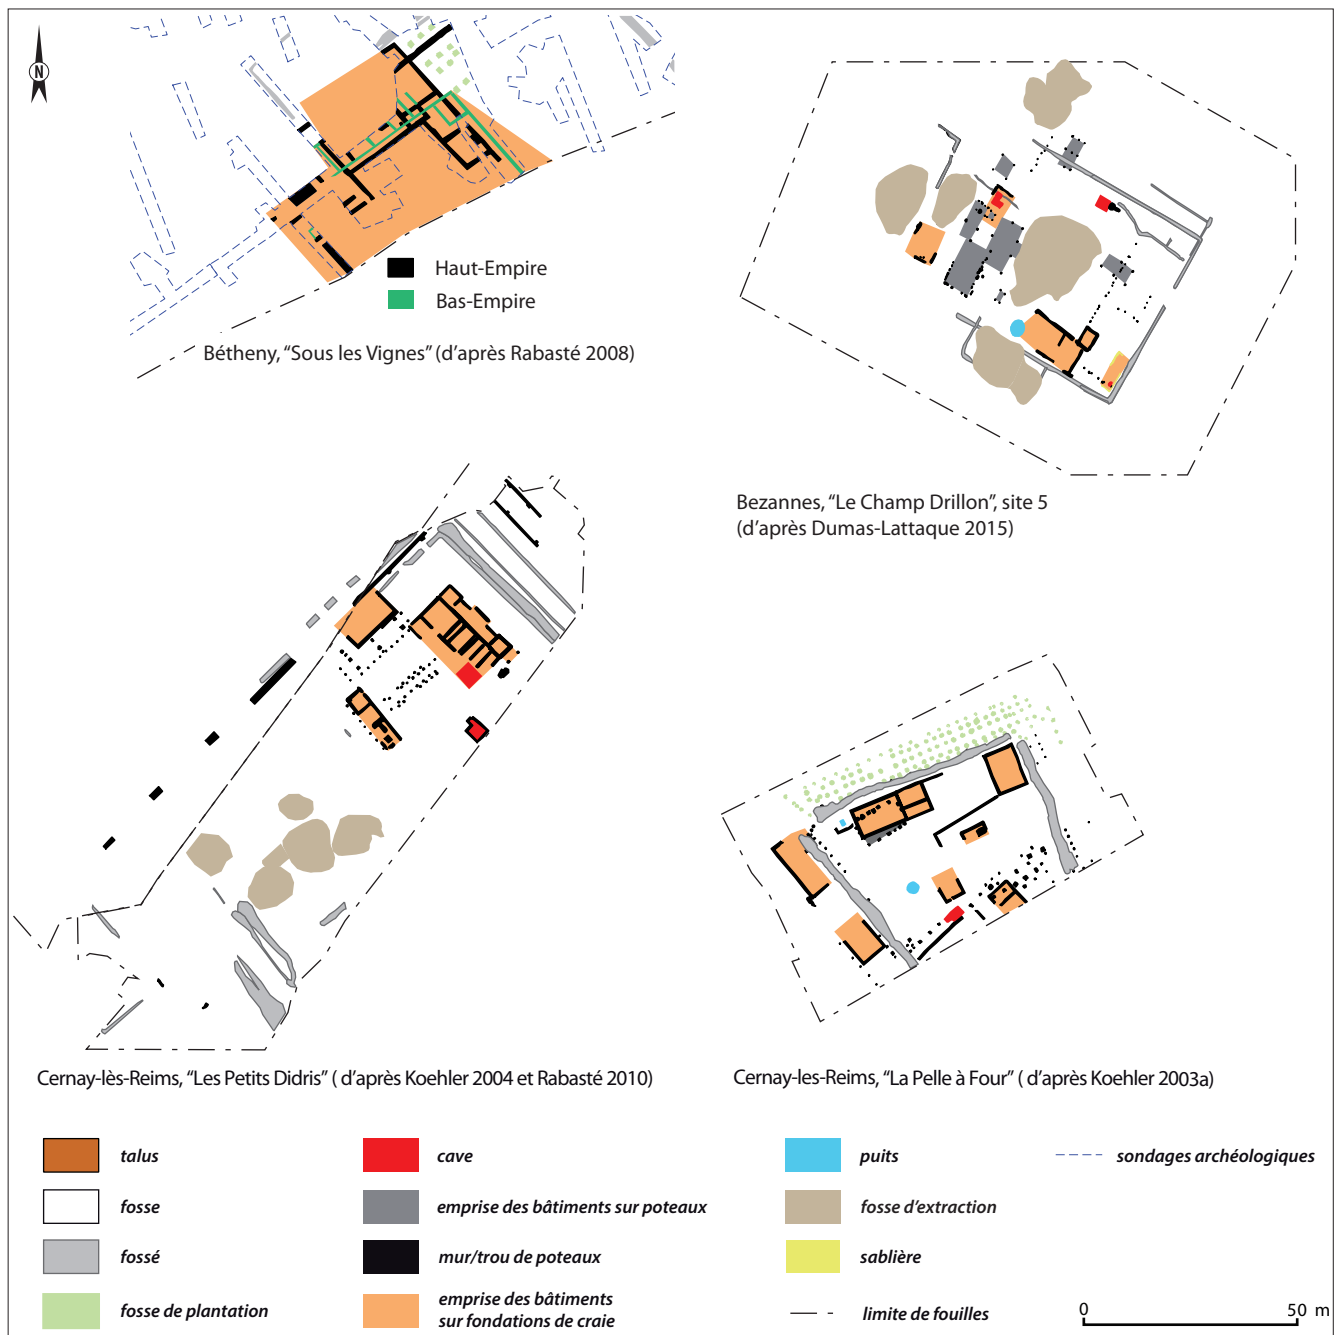 N
Haut-Empire
Bas-Empire
Bétheny, “Sous les Vignes” (d’après Rabasté 2008)
Bezannes, “Le Champ Drillon”, site 5
(d’après Dumas-Lattaque 2015)
Cernay-lès-Reims, “Les Petits Didris” ( d’après Koehler 2004 et Rabasté 2010)
Cernay-les-Reims, “La Pelle à Four” ( d’après Koehler 2003a)
talus
fosse
fossé
fosse de plantation
cave
emprise des bâtiments sur poteaux
mur/trou de poteaux
emprise des bâtiments
sur fondations de craie
puits
fosse d’extraction
sablière
limite de fouilles
sondages archéologiques
0 50 m